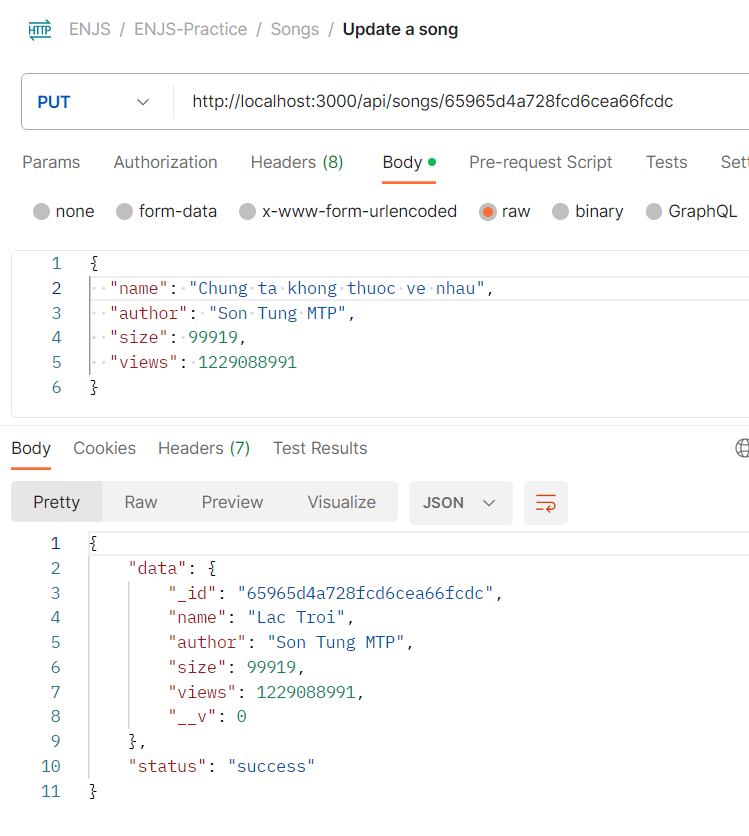 HTTP ENJS / ENJS-Practice / Songs / Update a song
PUT http://localhost:3000/api/songs/65965d4a728fcd6cea66fcdc
Params Authorization Headers (8) Body Pre-request Script Tests Sett
none form-data x-www-form-urlencoded raw binary GraphQL
1 {
2 "name": "Chung ta khong thuoc ve nhau",
3 "author": "Son Tung MTP",
4 "size": 99919,
5 "views": 1229088991
6 }
Body Cookies Headers (7) Test Results
Pretty Raw Preview Visualize JSON
1 {
2 "data": {
3 "_id": "65965d4a728fcd6cea66fcdc",
4 "name": "Lac Troi",
5 "author": "Son Tung MTP",
6 "size": 99919,
7 "views": 1229088991,
8 "__v": 0
9 },
10 "status": "success"
11 }